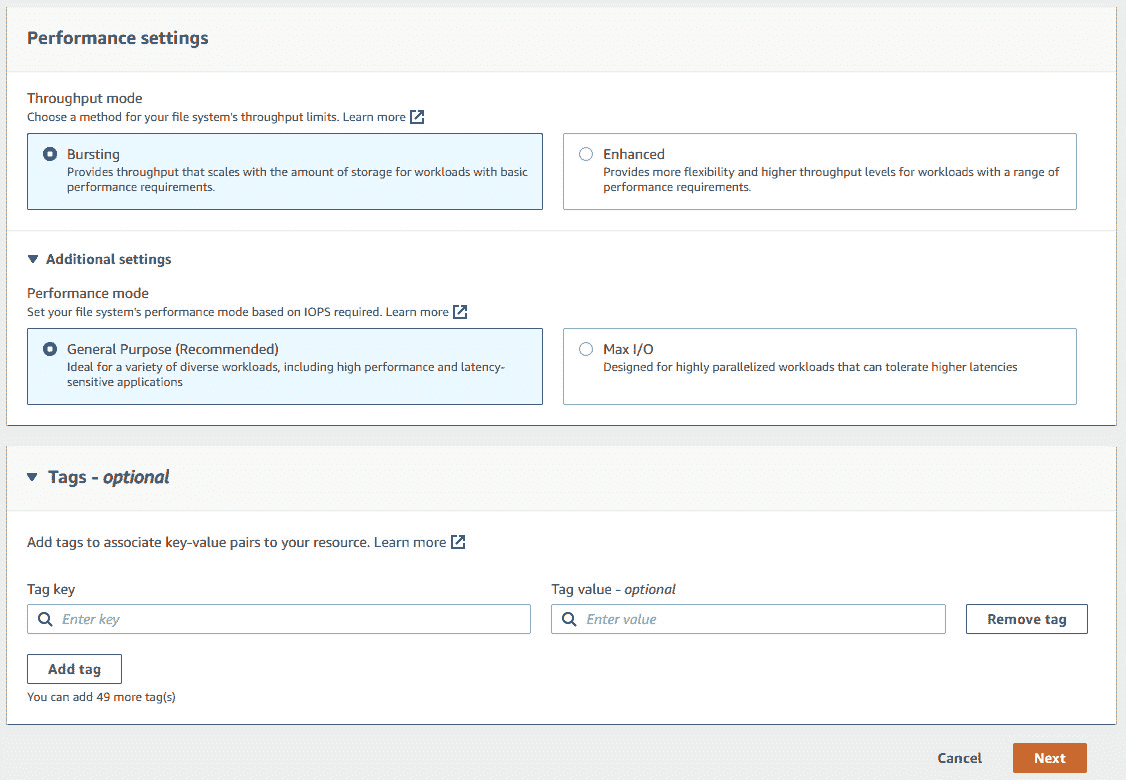 Performance settings
Throughput mode
Choose a method for your file system's throughput limits. Learn more
Bursting
Provides throughput that scales with the amount of storage for workloads with basic
performance requirements.
Enhanced
Provides more flexibility and higher throughput levels for workloads with a range of
performance requirements.
Additional settings
Performance mode
Set your file system's performance mode based on IOPS required. Learn more
General Purpose (Recommended)
Ideal for a variety of diverse workloads, including high performance and latency-
sensitive applications
Max I/O
Designed for highly parallelized workloads that can tolerate higher latencies
Tags - optional
Add tags to associate key-value pairs to your resource. Learn more
Tag key
Tag value - optional
Enter key
Enter value
Remove tag
Add tag
You can add 49 more tag(s)
Cancel
Next